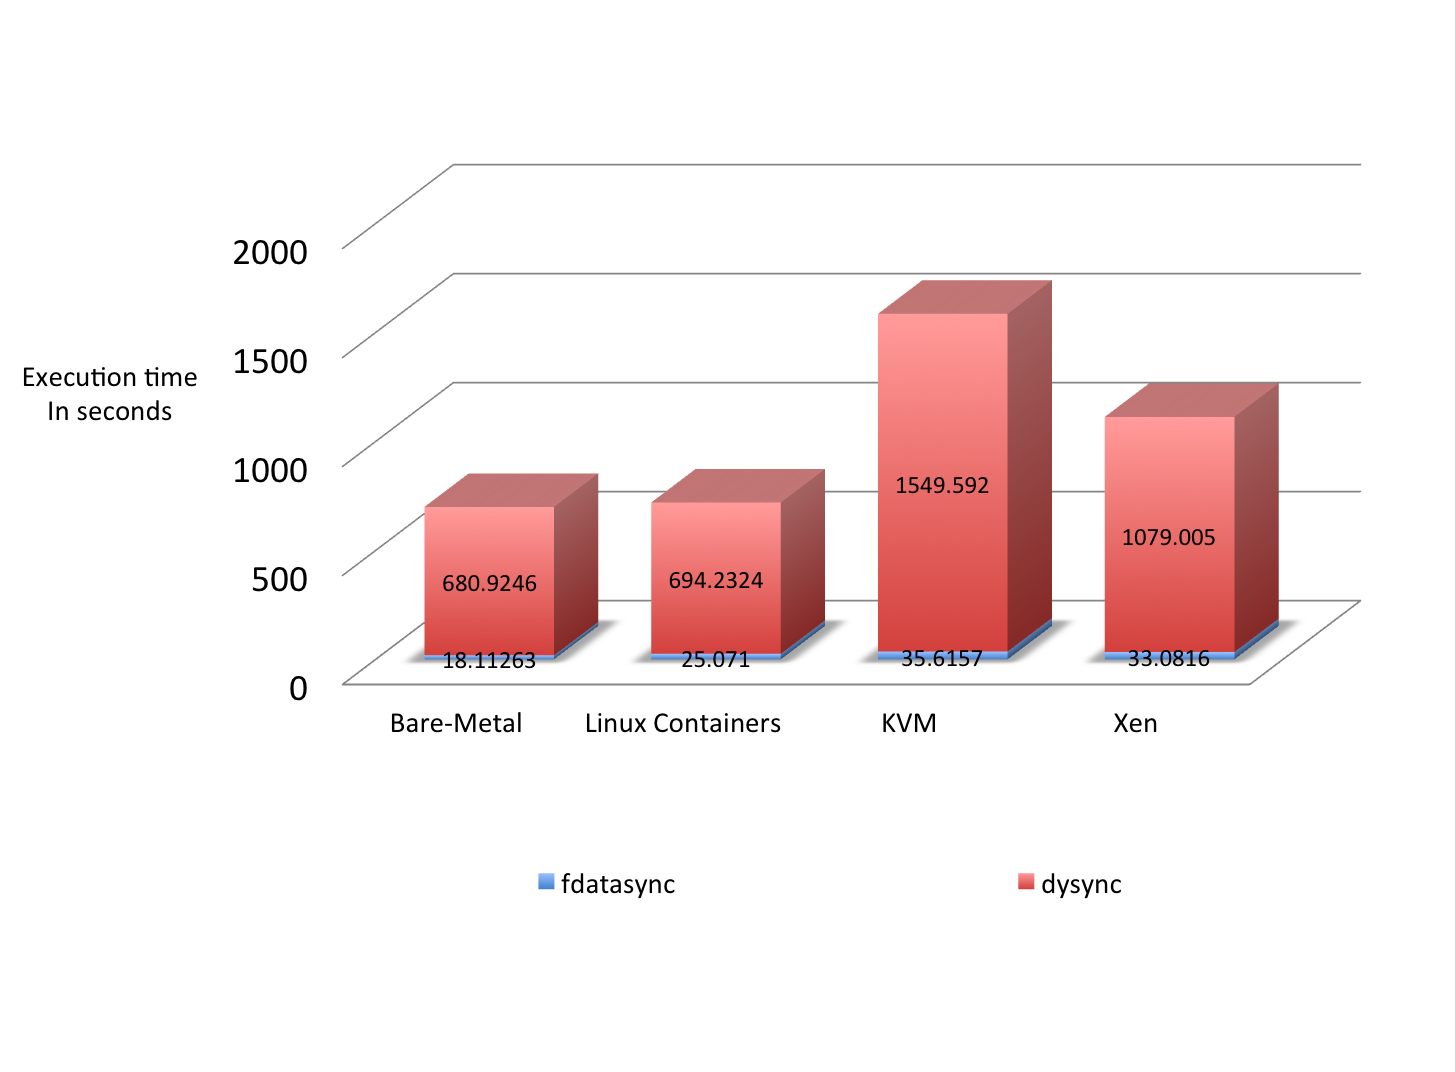 2000
1500
Execution time
In seconds
1000
500
0
1549.592
1079.005
680.9246
694.2324
18.11263
25.071
35.6157
33.0816
Bare-Metal
Linux Containers
KVM
Xen
fdatasync
dysync